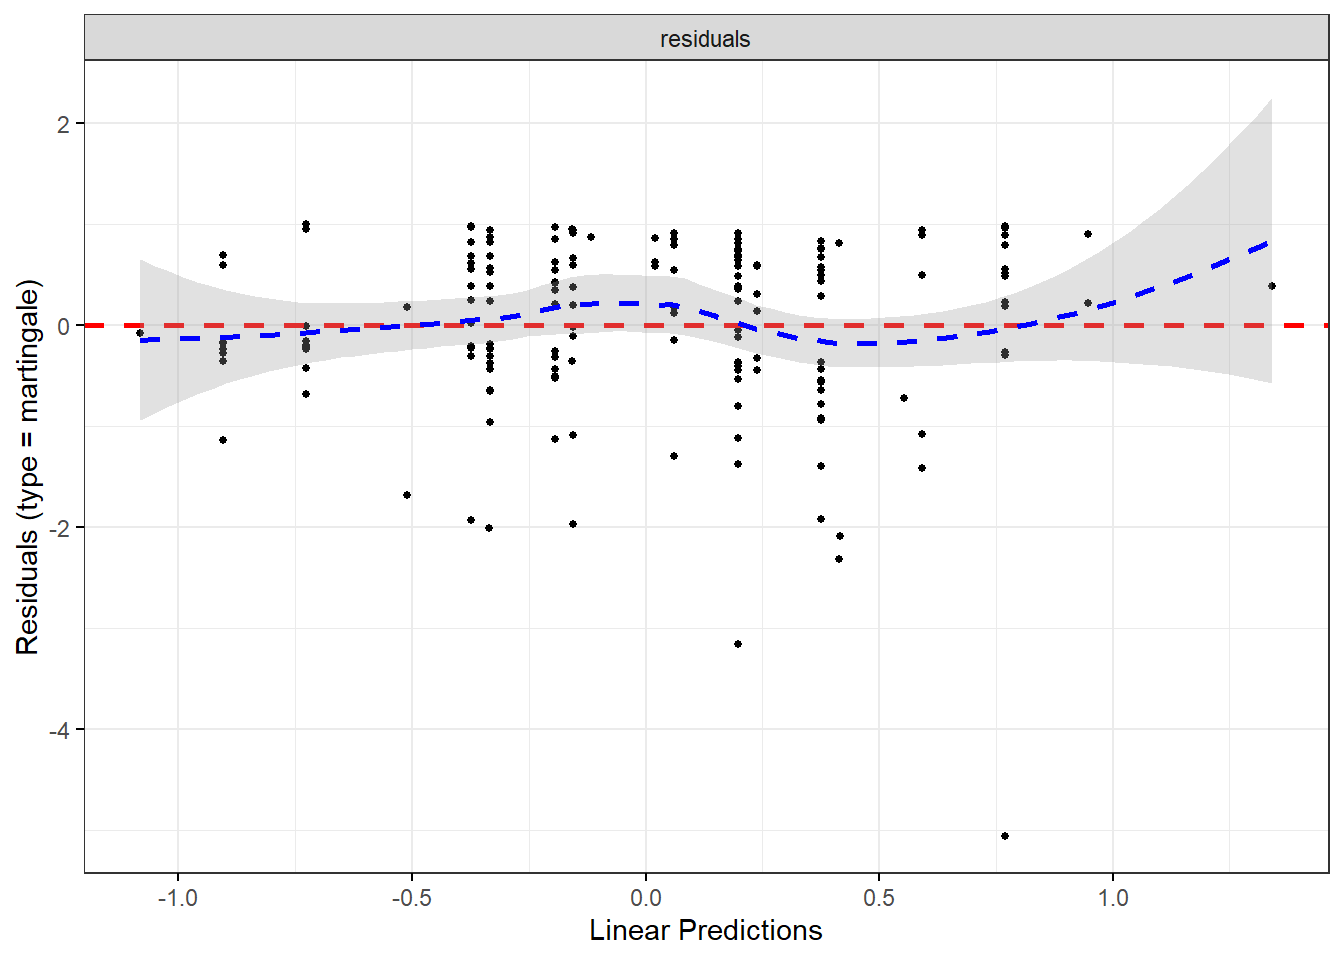 residuals
2
0
-2
-4
Residuals (type = martingale)
-1.0 -0.5 0.0 0.5 1.0
Linear Predictions